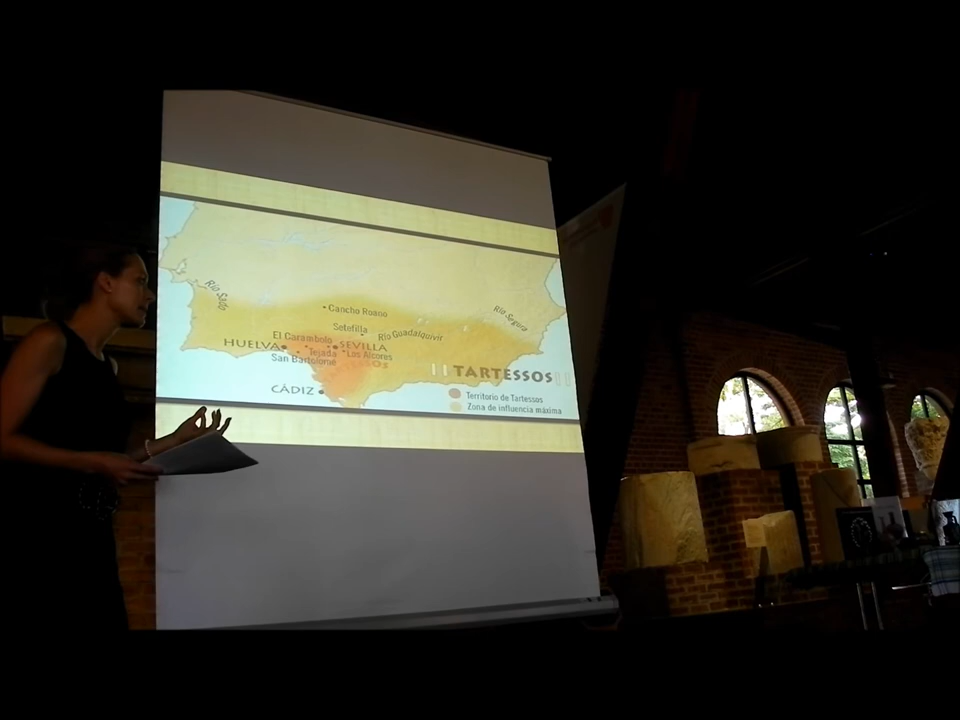 Río Sado
Cancho Roano
Río Segura
Setefilla
Río Guadalquivir
El Carambolo
HUELVA
SEVILLA
Tejada
Los Alcores
San Bartolomé
CÁDIZ
TARTESSOS
Territorio de Tartessos
Zona de influencia máxima